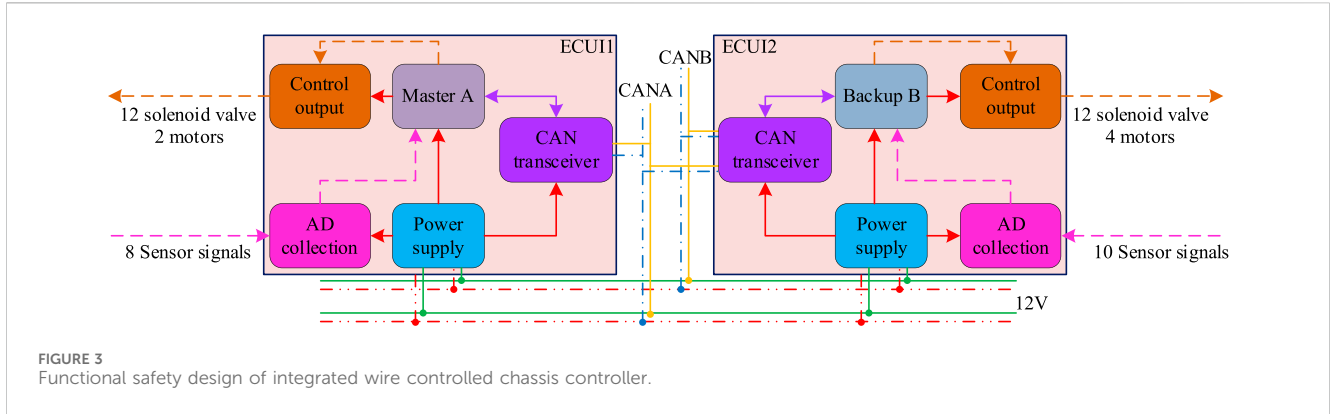 ECUI1
Control
output
Master A
CAN
transceiver
AD
collection
Power
supply
12 solenoid valve
2 motors
8 Sensor signals
CANA
CANB
ECUI2
Backup B
Control
output
CAN
transceiver
Power
supply
AD
collection
12 solenoid valve
4 motors
10 Sensor signals
12V
FIGURE 3
Functional safety design of integrated wire controlled chassis controller.